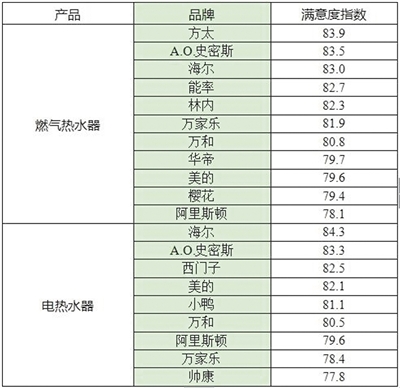 产品 品牌 满意度指数
燃气热水器
方太 83.9
A.O.史密斯 83.5
海尔 83.0
能率 82.7
林内 82.3
万家乐 81.9
万和 80.8
华帝 79.7
美的 79.6
樱花 79.4
阿里斯顿 78.1
电热水器
海尔 84.3
A.O.史密斯 83.3
西门子 82.5
美的 82.1
小鸭 81.1
万和 80.5
阿里斯顿 79.6
万家乐 78.4
帅康 77.8